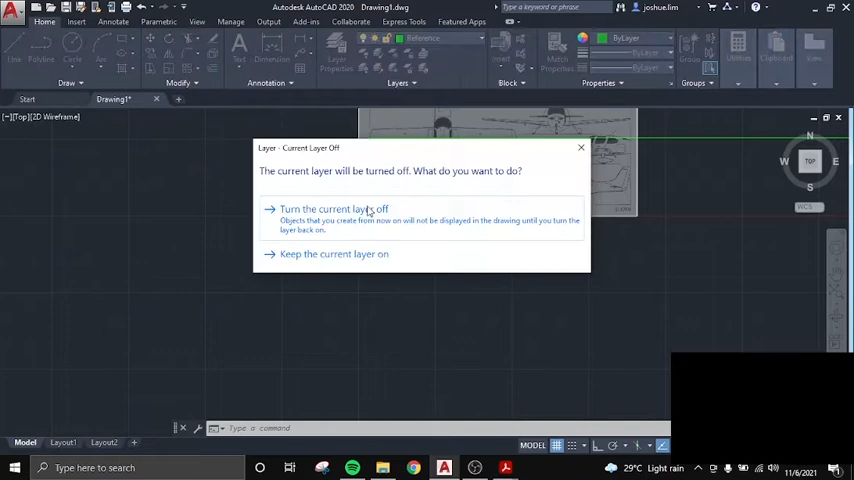 Autodesk AutoCAD 2020 Drawing1.dwg
Type a keyword or phrase
joshue.lim
Home Insert Annotate Parametric View Manage Output Add-ins Collaborate Express Tools Featured Apps
Line Polyline Circle Arc
Text Dimension
Layer Properties
Reference
Insert
Match Properties
ByLayer
ByLayer
ByLayer
Group
Utilities
Clipboard
View
Draw Modify Annotation Layers Block Properties Groups
Start Drawing1*
[−][Top][2D Wireframe]
N
W TOP E
S
WCS
Layer - Current Layer Off
The current layer will be turned off. What do you want to do?
Turn the current layer off
Objects that you create from now on will not be displayed in the drawing until you turn the
layer back on.
Keep the current layer on
Type a command
Model Layout1 Layout2 +
MODEL
Type here to search
29°C Light rain
11/6/2021